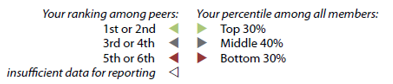 Your ranking among peers: Your percentile among all members:
1st or 2nd Top 30%
3rd or 4th Middle 40%
5th or 6th Bottom 30%
insufficient data for reporting